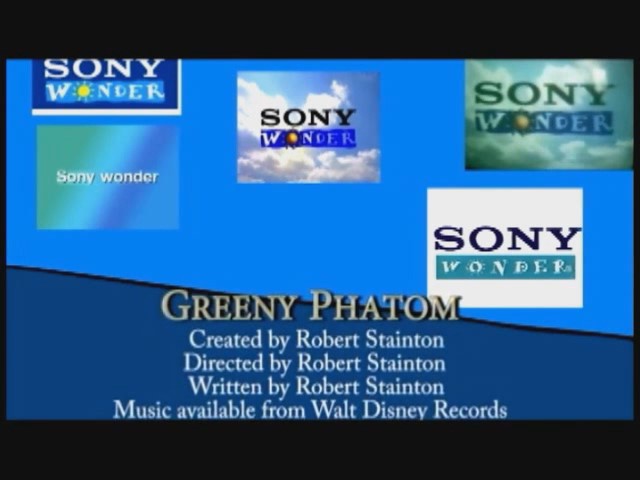 SONY
WONDER
SONY
WONDER
SONY
WONDER
Sony wonder
SONY
WONDER
GREENY PHATOM
Created by Robert Stainton
Directed by Robert Stainton
Written by Robert Stainton
Music available from Walt Disney Records